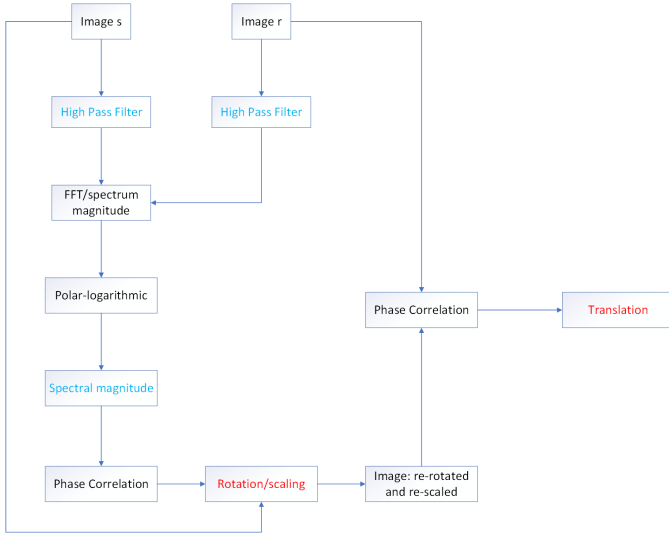 Image s
Image r
High Pass Filter
High Pass Filter
FFT/spectrum
magnitude
Polar-logarithmic
Phase Correlation
Translation
Spectral magnitude
Phase Correlation
Rotation/scaling
Image: re-rotated
and re-scaled